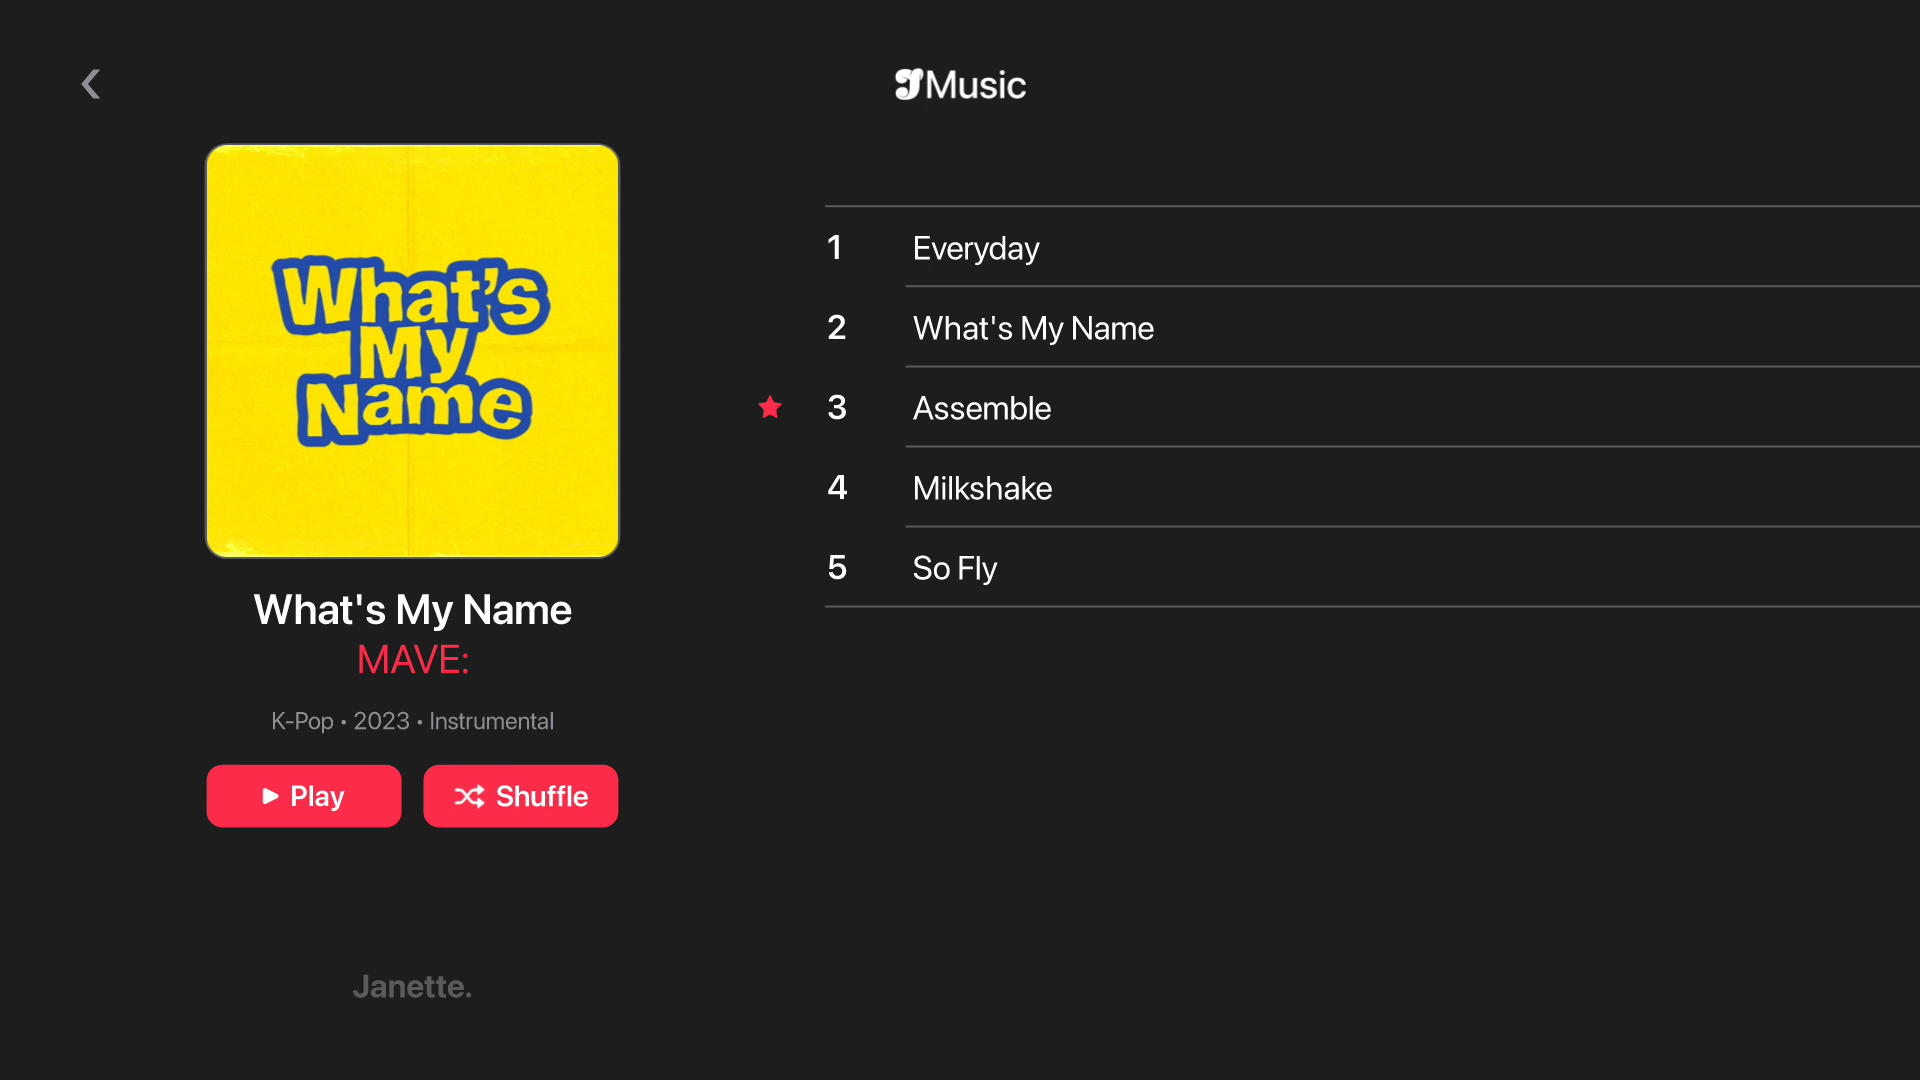 Music
What's
My
Name
What's My Name
MAVE:
K-Pop • 2023 • Instrumental
Play
Shuffle
1 Everyday
2 What's My Name
3 Assemble
4 Milkshake
5 So Fly
Janette.